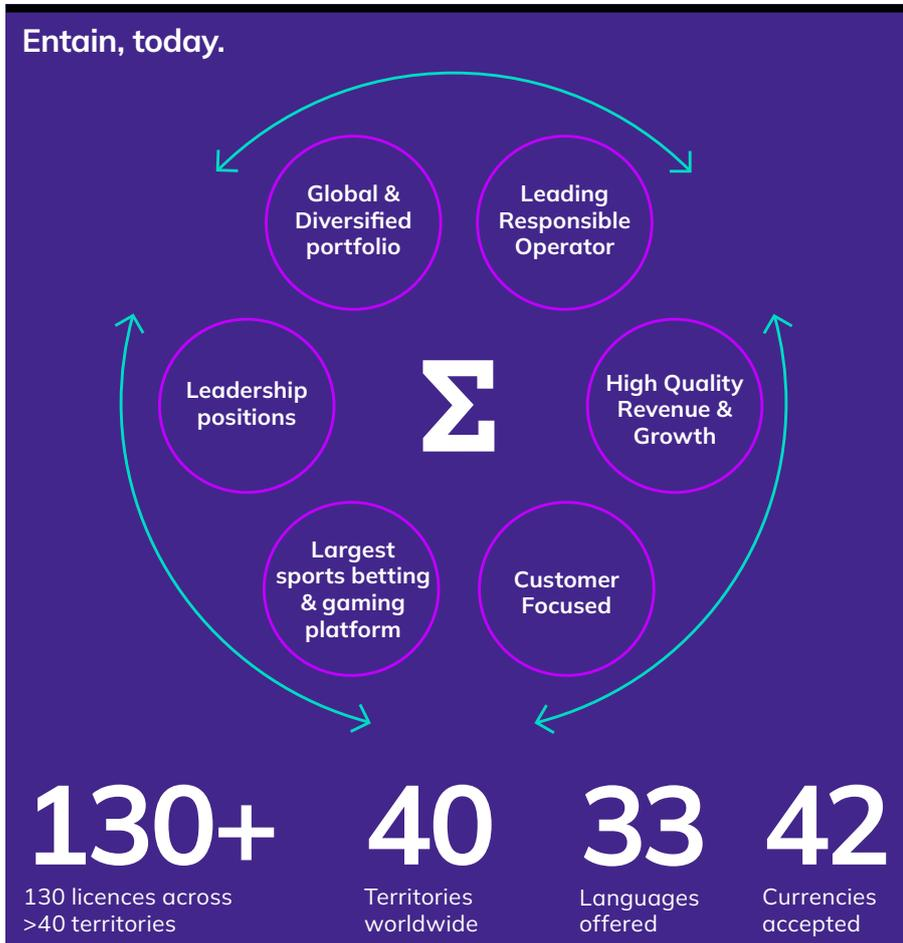 Entain, today.
Global &
Diversified
portfolio
Leading
Responsible
Operator
Leadership
positions
Σ
High Quality
Revenue &
Growth
Largest
sports betting
& gaming
platform
Customer
Focused
130+
130 licences across
>40 territories
40
Territories
worldwide
33
Languages
offered
42
Currencies
accepted